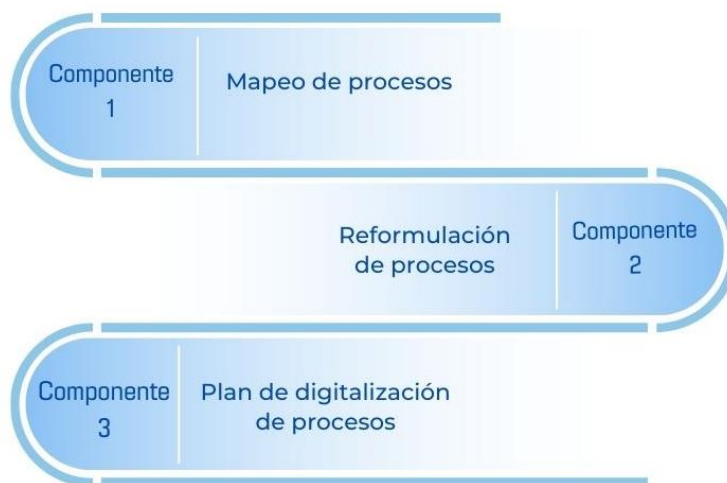 Componente
1
Mapeo de procesos
Reformulación
de procesos
Componente
2
Componente
3
Plan de digitalización
de procesos